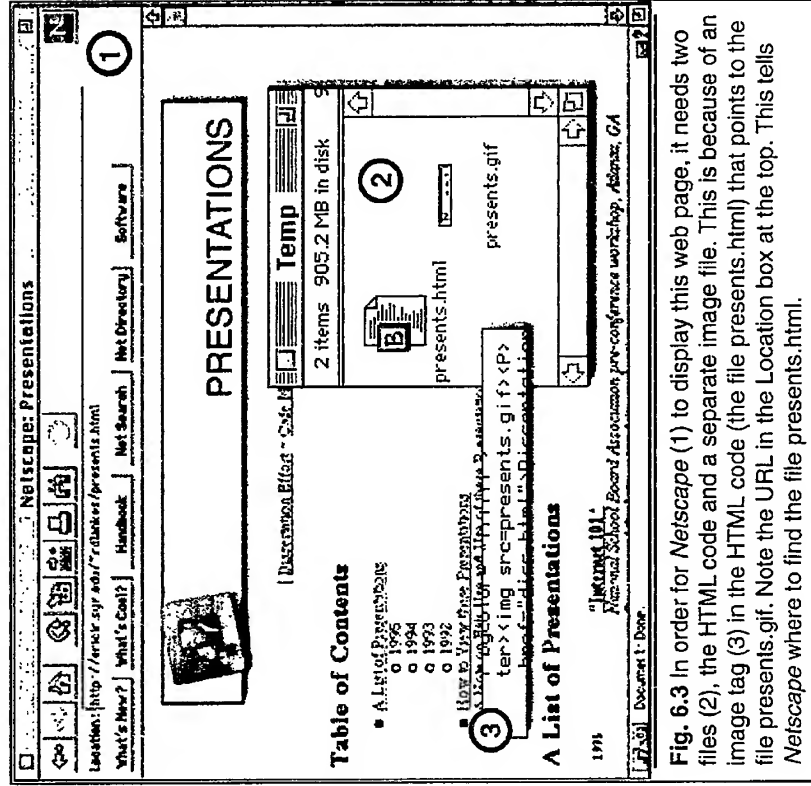 Netscape: Presentations
Location: http://ericir.syr.edu/~rdlankes/presents.html
What's New? What's Cool? Handbook Net Search Net Directory Software
1
PRESENTATIONS
Dissertation Effort ~
Table of Contents
A List of Presentations
1995
1994
1993
1992
How to View these Presentations
3
ter><img src=presents.gif><P>
href="disc.html">Dissertation
A List of Presentations
1995
"Internet 101"
National School Board Association pre-conference workshop, Atlanta, GA
Document: Done.
Temp
2 items 905.2 MB in disk
2
presents.html
presents.gif
Fig. 6.3 In order for Netscape (1) to display this web page, it needs two
files (2), the HTML code and a separate image file. This is because of an
image tag (3) in the HTML code (the file presents.html) that points to the
file presents.gif. Note the URL in the Location box at the top. This tells
Netscape where to find the file presents.html.